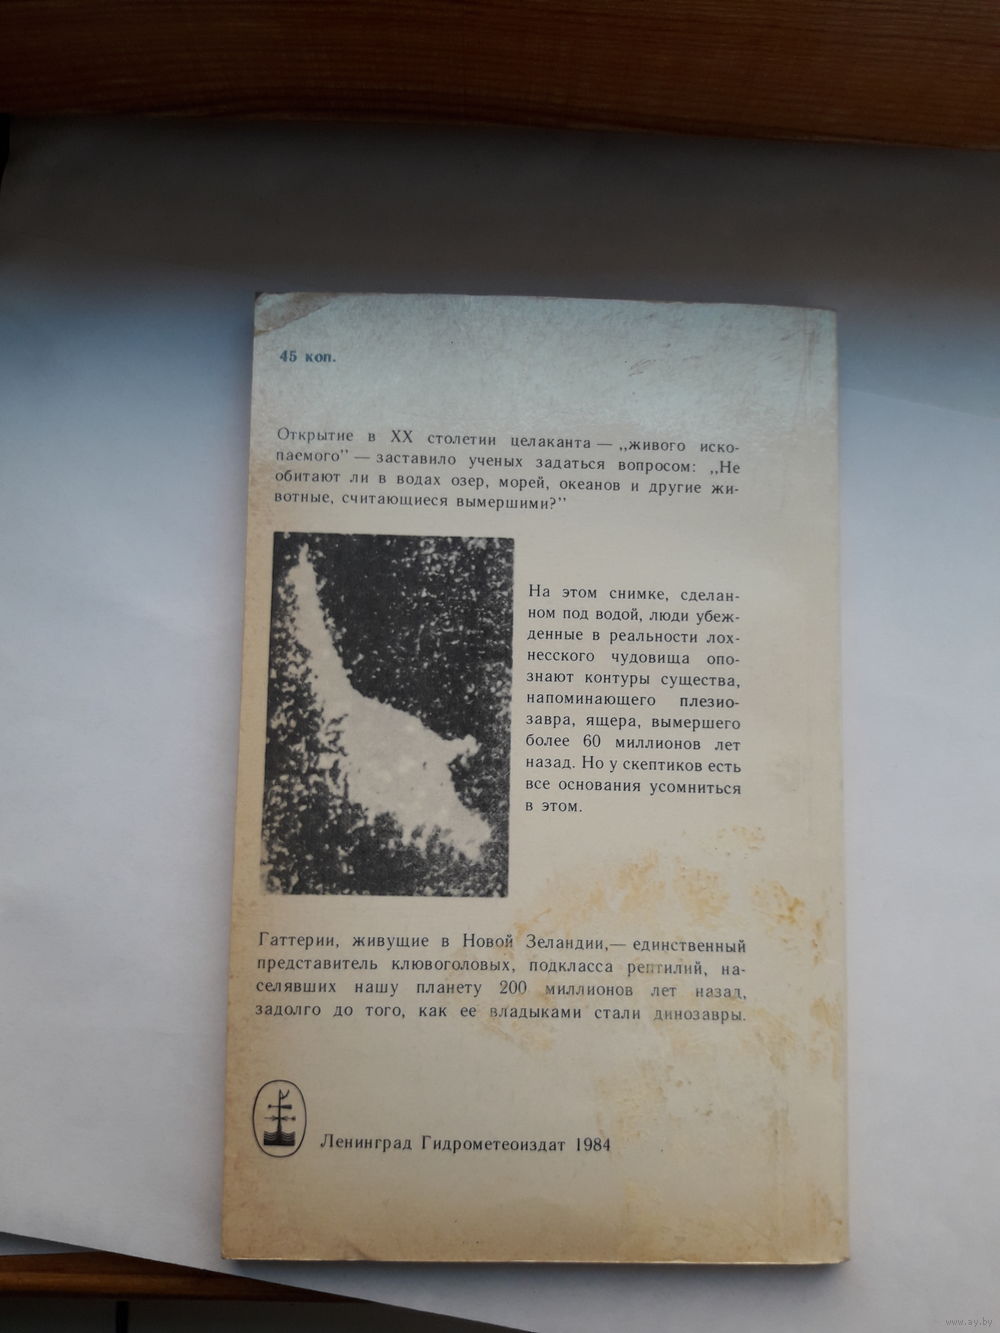 45 коп.
Открытие в XX столетии целаканта — „живого иско-
паемого" — заставило ученых задаться вопросом: „Не
обитают ли в водах озер, морей, океанов и другие жи-
вотные, считающиеся вымершими?"
На этом снимке, сделан-
ном под водой, люди убеж-
денные в реальности лох-
несского чудовища опо-
знают контуры существа,
напоминающего плезио-
завра, ящера, вымершего
более 60 миллионов лет
назад. Но у скептиков есть
все основания усомниться
в этом.
Гаттерии, живущие в Новой Зеландии,— единственный
представитель клювоголовых, подкласса рептилий, на-
селявших нашу планету 200 миллионов лет назад,
задолго до того, как ее владыками стали динозавры.
Ленинград Гидрометеоиздат 1984
www.ay.by